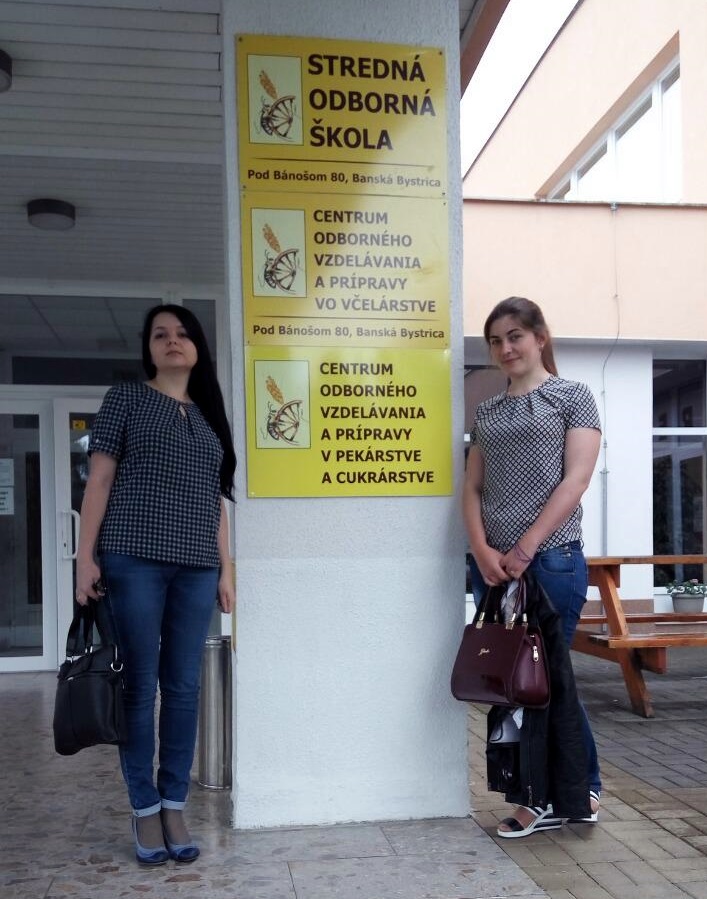 STREDNÁ
ODBORNÁ
ŠKOLA
Pod Bánošom 80, Banská Bystrica
CENTRUM
ODBORNÉHO
VZDELÁVANIA
A PRÍPRAVY
VO VČELÁRSTVE
Pod Bánošom 80, Banská Bystrica
CENTRUM
ODBORNÉHO
VZDELÁVANIA
A PRÍPRAVY
V PEKÁRSTVE
A CUKRÁRSTVE